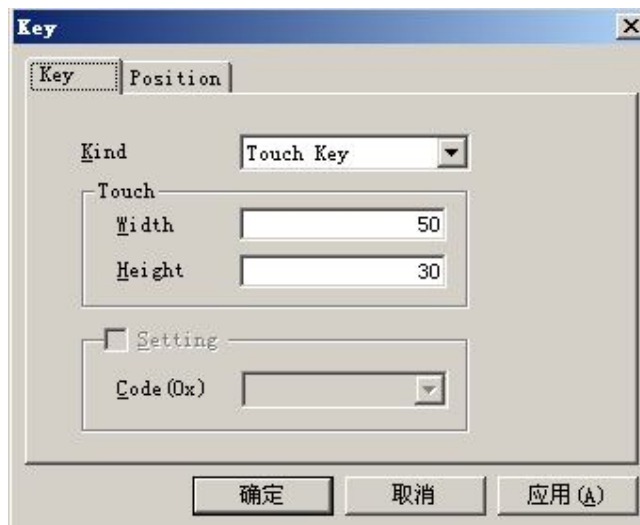 Key
Key Position
Kind Touch Key
Touch
Width 50
Height 30
Setting
Code(0x)
确定 取消 应用(A)